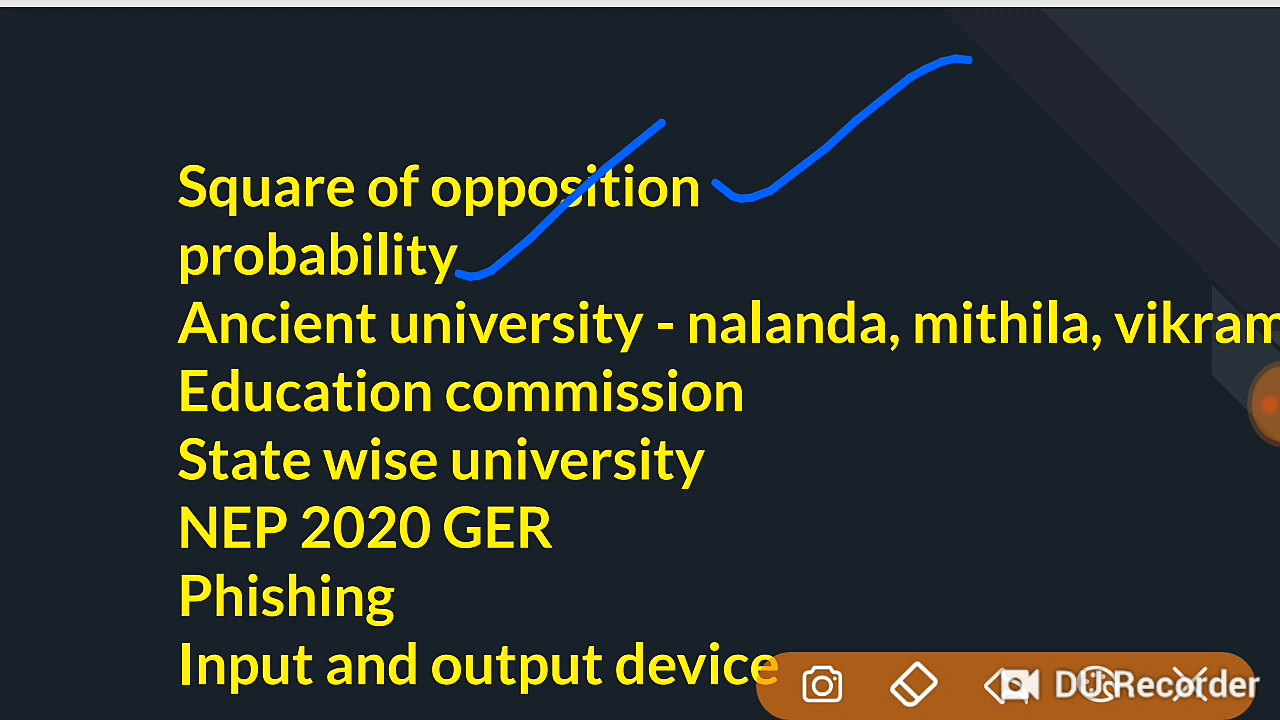 Square of opposition
probability
Ancient university - nalanda, mithila, vikram
Education commission
State wise university
NEP 2020 GER
Phishing
Input and output device
DU Recorder